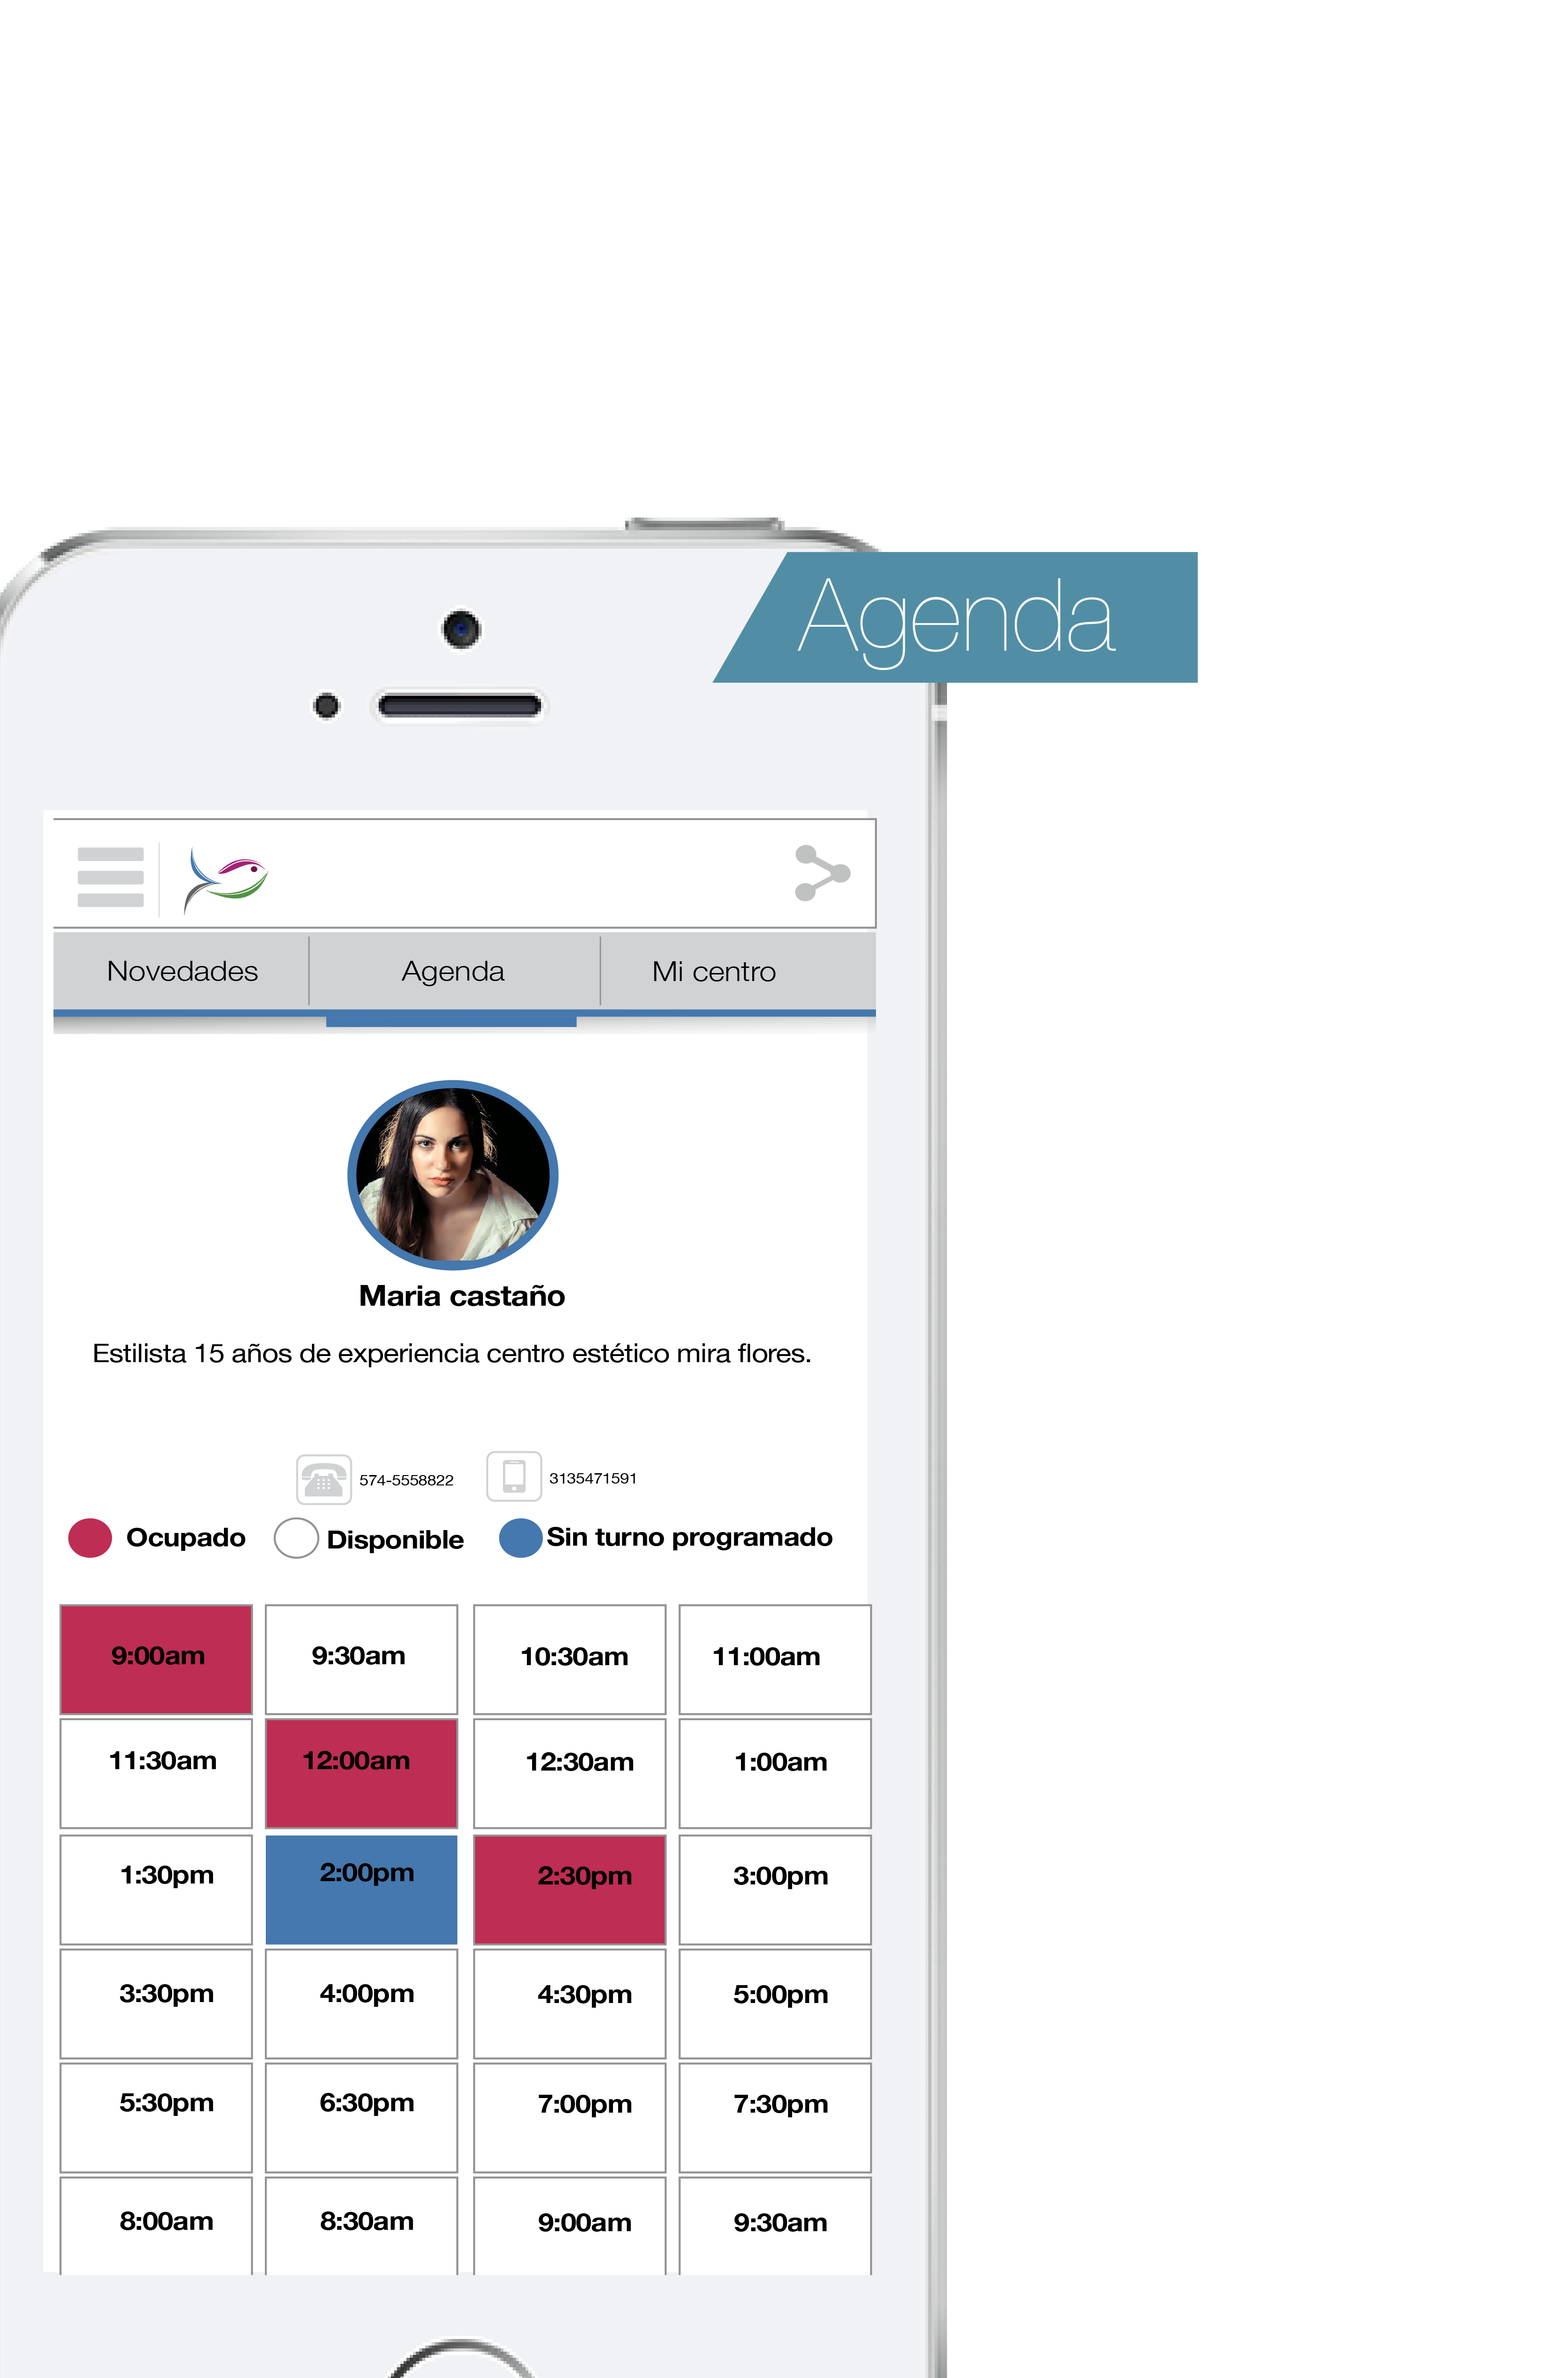 Agenda
Novedades Agenda Mi centro
Maria castaño
Estilista 15 años de experiencia centro estético mira flores.
574-5558822 3135471591
Ocupado Disponible Sin turno programado
9:00am 9:30am 10:30am 11:00am
11:30am 12:00am 12:30am 1:00am
1:30pm 2:00pm 2:30pm 3:00pm
3:30pm 4:00pm 4:30pm 5:00pm
5:30pm 6:30pm 7:00pm 7:30pm
8:00am 8:30am 9:00am 9:30am